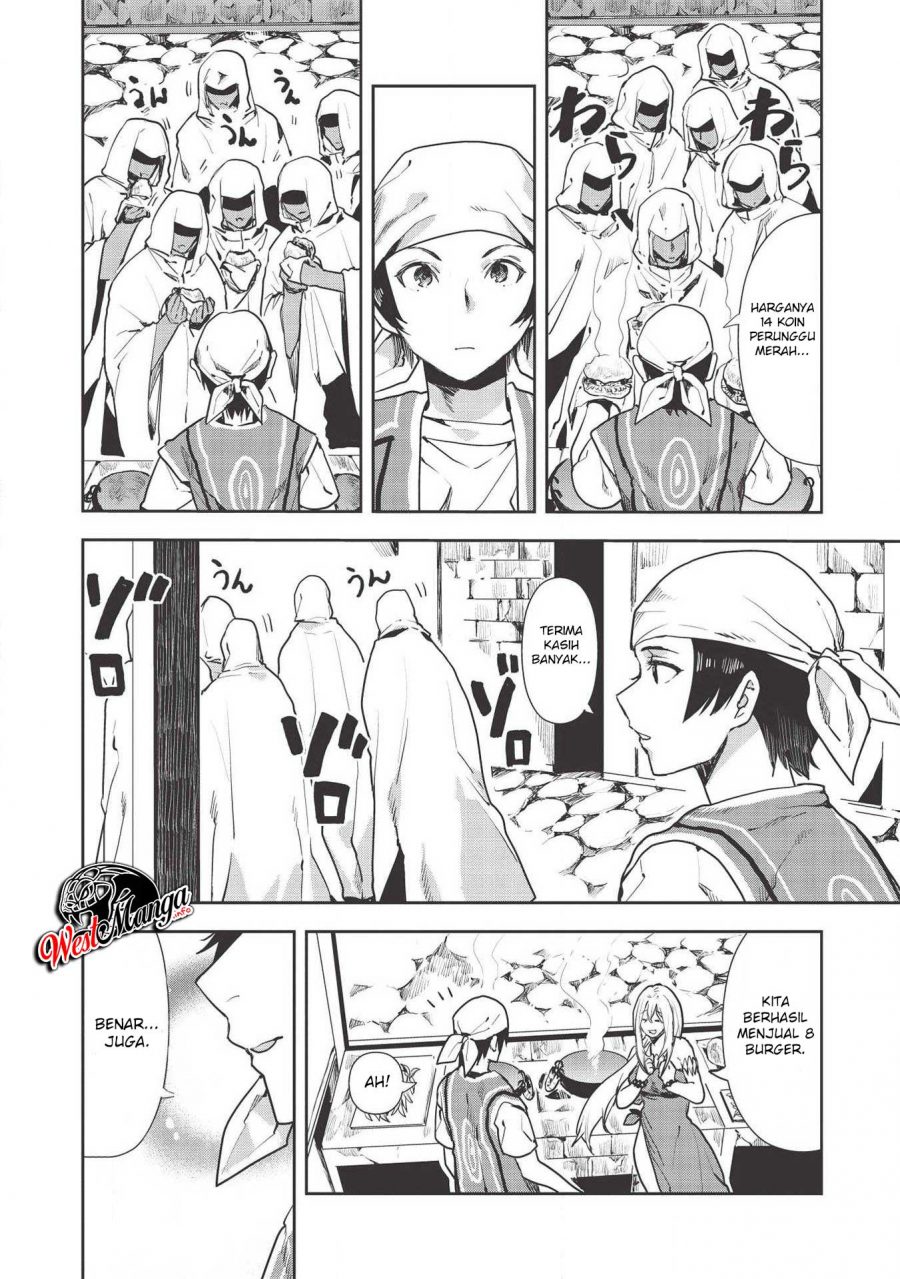 わら
わら
HARGANYA
14 KOIN
PERUNGGU
MERAH...
うん
うん
うん
TERIMA
KASIH
BANYAK...
うん
うん
ゾロ
ゾロ
ゾロ
KITA
BERHASIL
MENJUAL 8
BURGER.
AH!
BENAR...
JUGA.
WestManga
.info